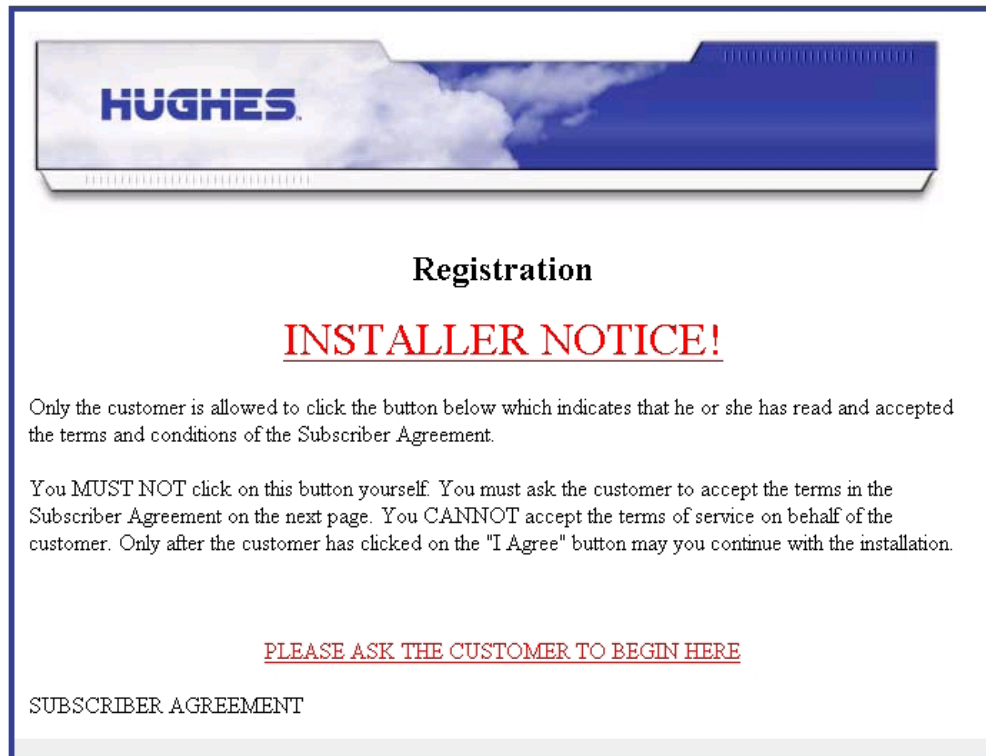 HUGHES
Registration
INSTALLER NOTICE!
Only the customer is allowed to click the button below which indicates that he or she has read and accepted
the terms and conditions of the Subscriber Agreement.
You MUST NOT click on this button yourself. You must ask the customer to accept the terms in the
Subscriber Agreement on the next page. You CANNOT accept the terms of service on behalf of the
customer. Only after the customer has clicked on the "I Agree" button may you continue with the installation.
PLEASE ASK THE CUSTOMER TO BEGIN HERE
SUBSCRIBER AGREEMENT